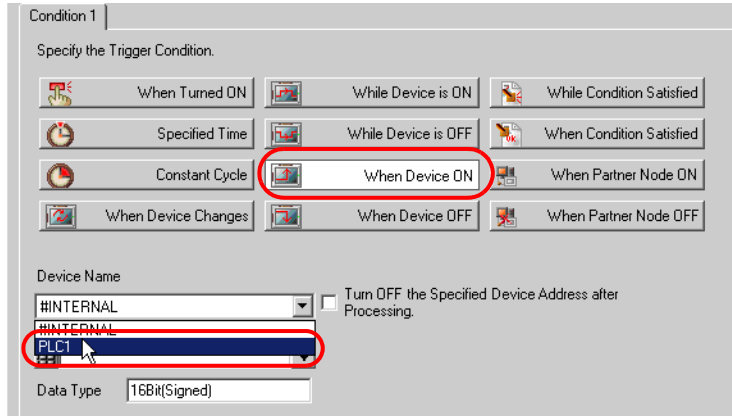 Condition 1
Specify the Trigger Condition.
When Turned ON While Device is ON While Condition Satisfied
Specified Time While Device is OFF When Condition Satisfied
Constant Cycle When Device ON When Partner Node ON
When Device Changes When Device OFF When Partner Node OFF
Device Name
Turn OFF the Specified Device Address after
#INTERNAL
Processing.
#INTERNAL
PLC1
Data Type 16Bit(Signed)